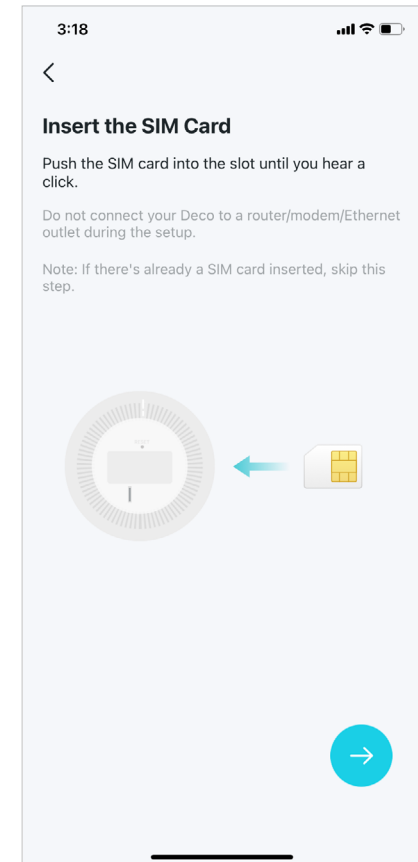 3:18
Insert the SIM Card
Push the SIM card into the slot until you hear a
click.
Do not connect your Deco to a router/modem/Ethernet
outlet during the setup.
Note: If there's already a SIM card inserted, skip this
step.